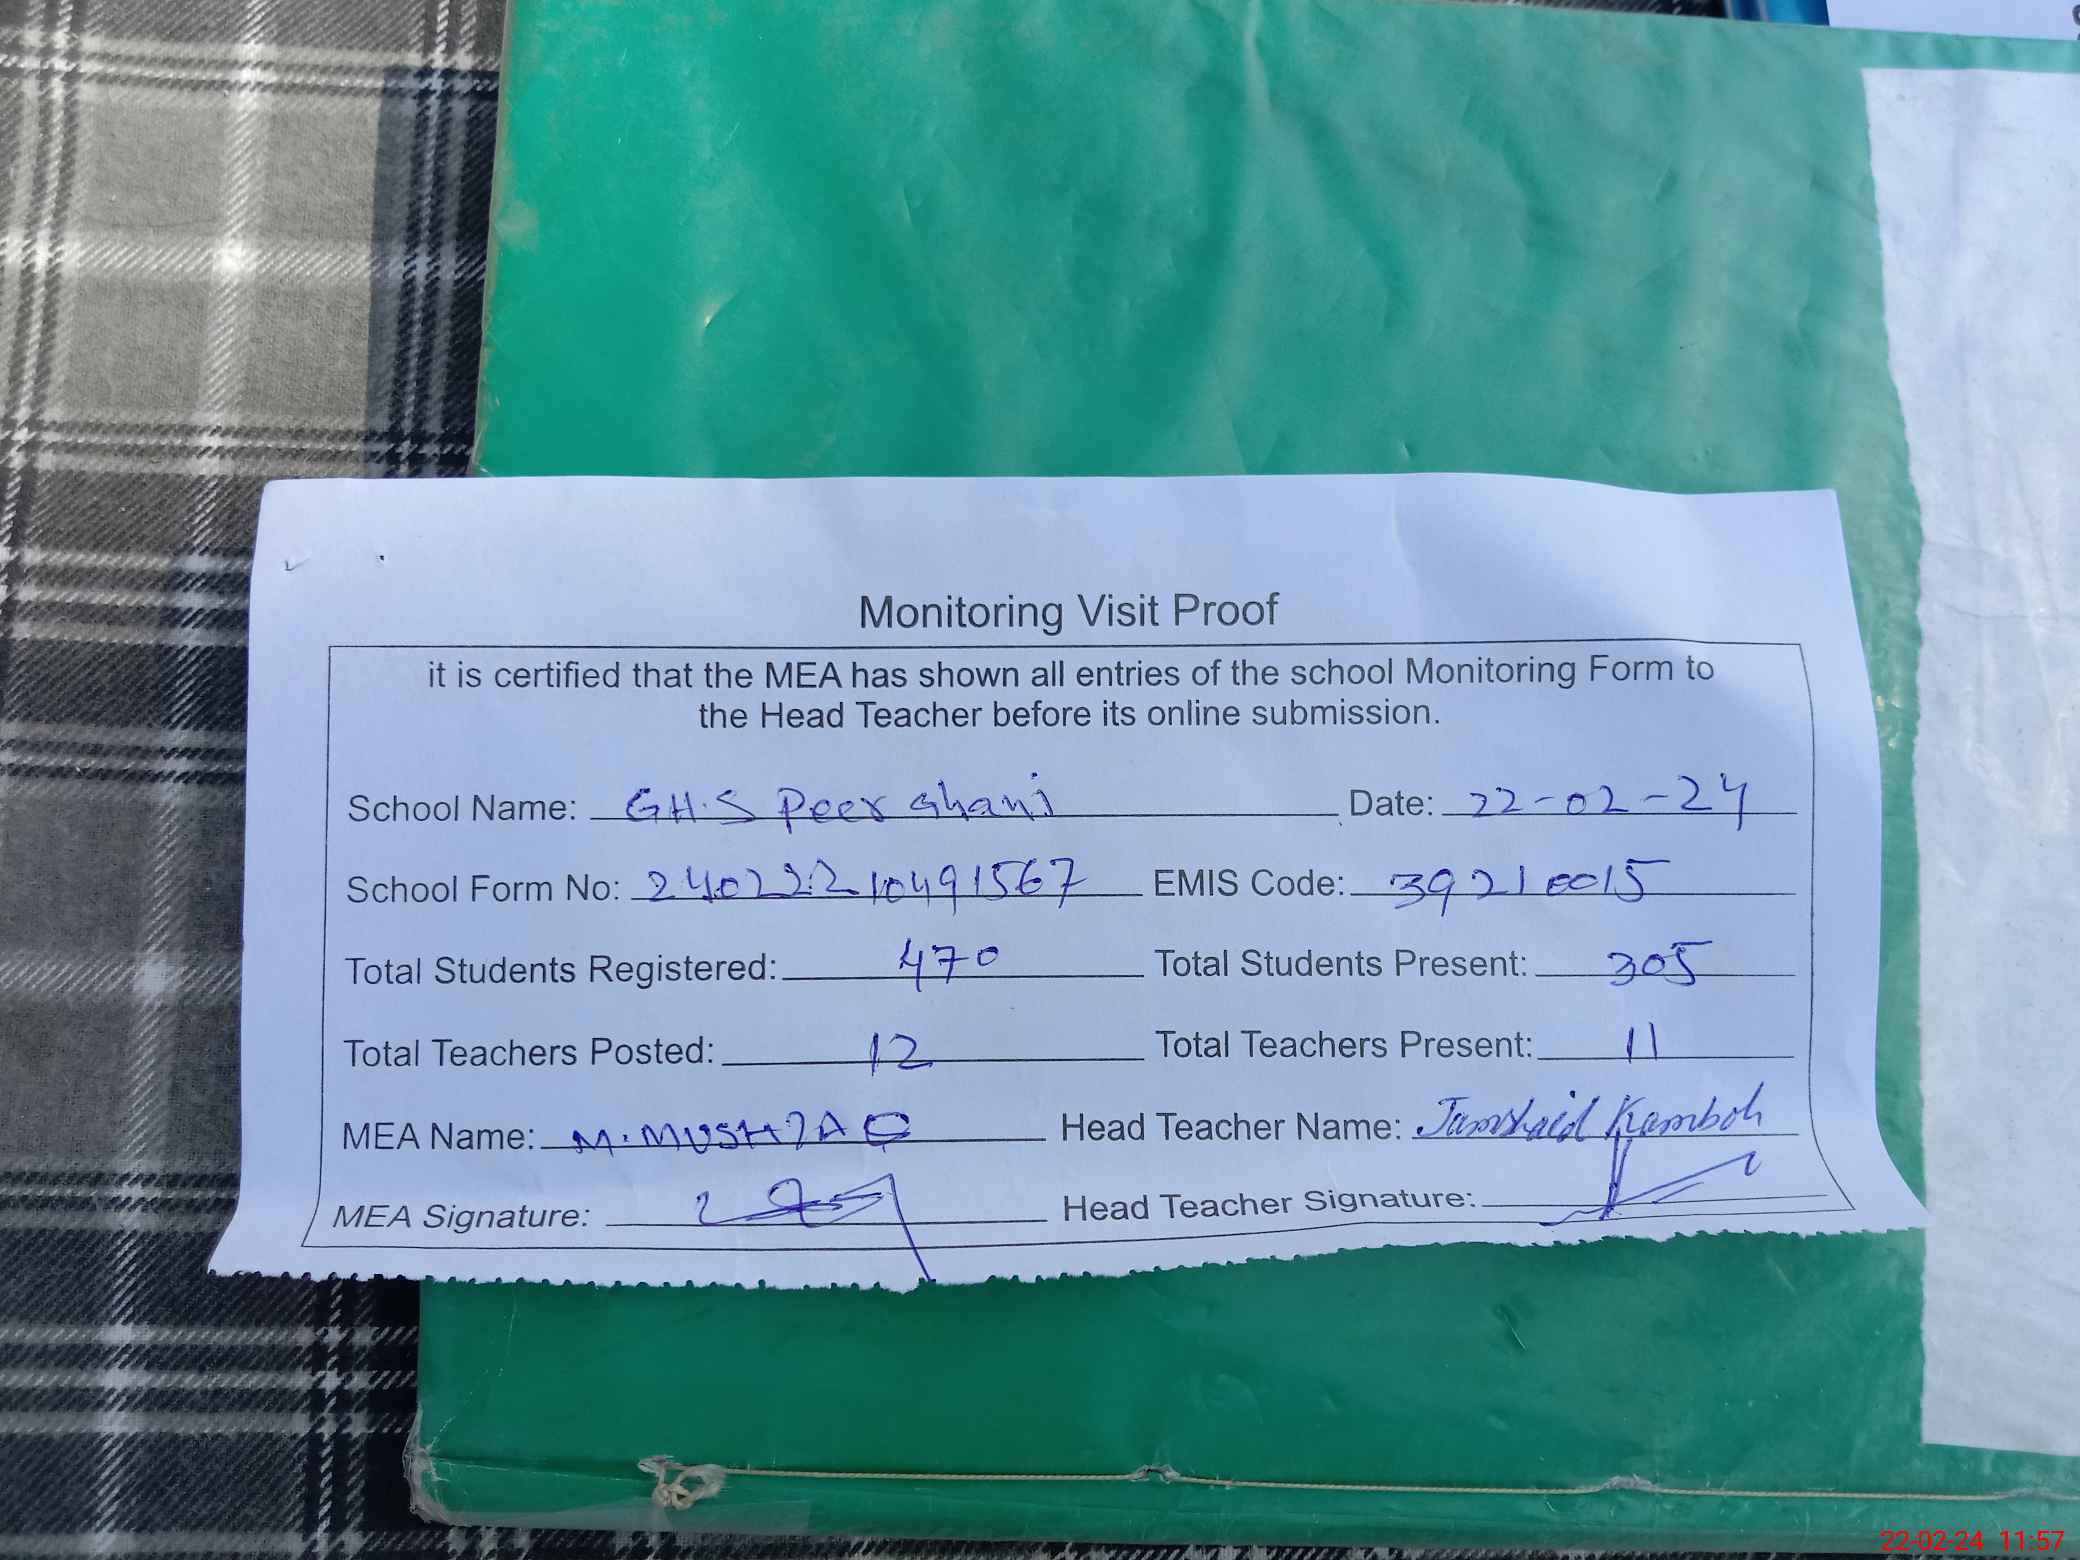 Monitoring Visit Proof
it is certified that the MEA has shown all entries of the school Monitoring Form to
the Head Teacher before its online submission.
School Name: GH.S Peer Ghani Date: 22-02-24
School Form No: 24022210491567 EMIS Code: 39210015
Total Students Registered: 470 Total Students Present: 305
Total Teachers Posted: 12 Total Teachers Present: 11
MEA Name: M. MUSHTAQ Head Teacher Name: Jamshaid Kamboh
MEA Signature: Head Teacher Signature:
22-02-24 11:57